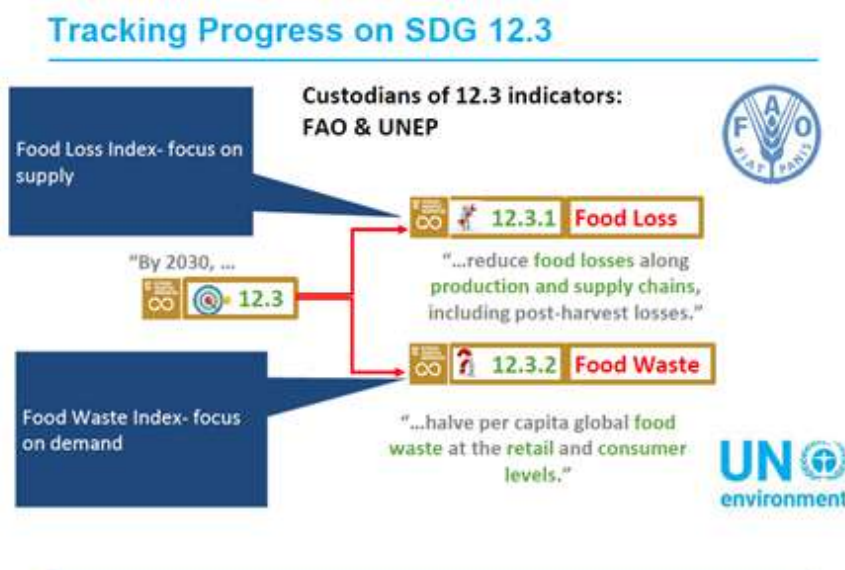 Tracking Progress on SDG 12.3
Custodians of 12.3 indicators:
FAO & UNEP
Food Loss Index- focus on
supply
F A O
FIAT PANIS
12.3.1 Food Loss
"By 2030, ...
12.3
"...reduce food losses along
production and supply chains,
including post-harvest losses."
12.3.2 Food Waste
Food Waste Index- focus
on demand
"...halve per capita global food
waste at the retail and consumer
levels."
UN
environment